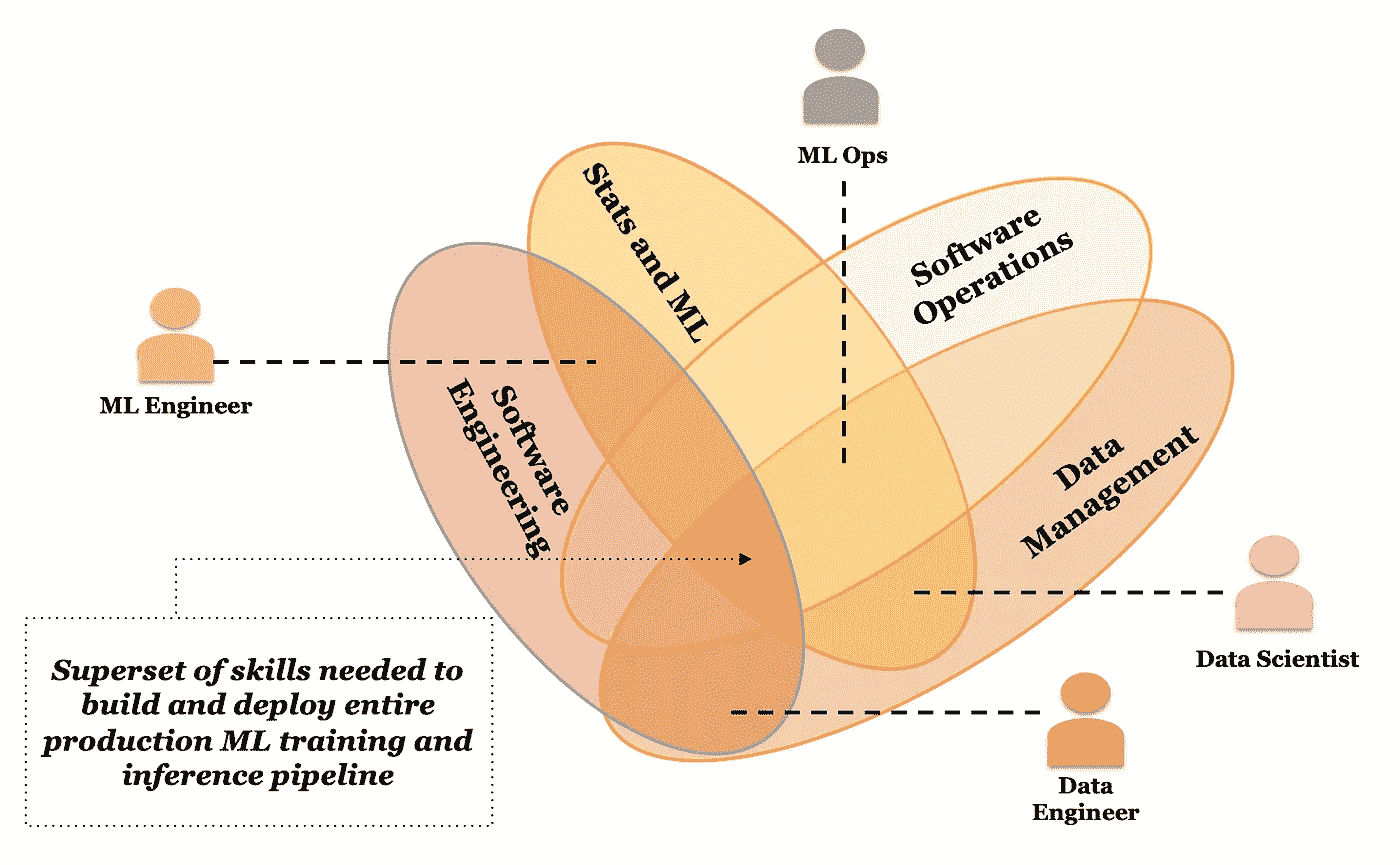 ML Ops
Stats and ML
Software
Operations
ML Engineer
Software
Engineering
Data
Management
Superset of skills needed to
build and deploy entire
production ML training and
inference pipeline
Data Scientist
Data
Engineer